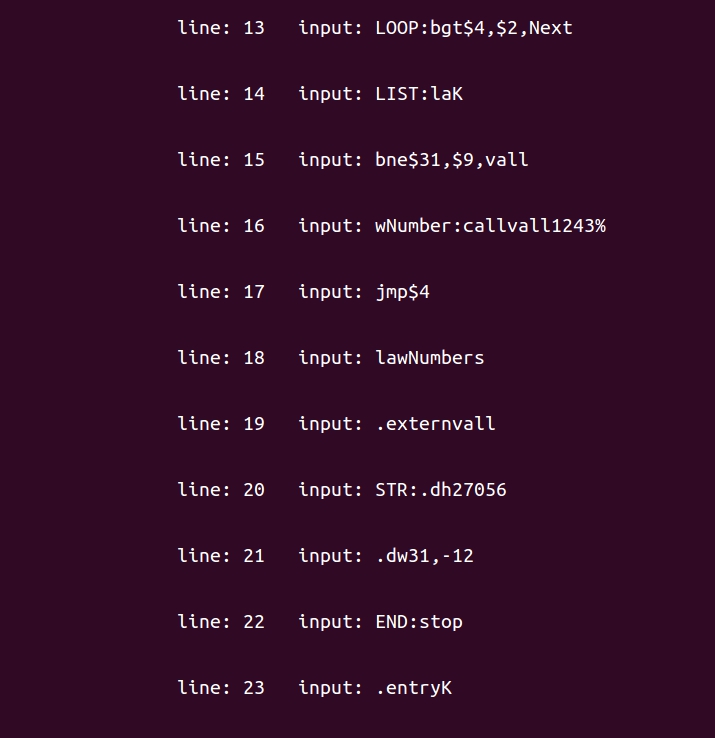 line: 13 input: LOOP:bgt$4,$2,Next
line: 14 input: LIST:laK
line: 15 input: bne$31,$9,vall
line: 16 input: wNumber:callvall1243%
line: 17 input: jmp$4
line: 18 input: lawNumbers
line: 19 input: .externvall
line: 20 input: STR:.dh27056
line: 21 input: .dw31,-12
line: 22 input: END:stop
line: 23 input: .entryK